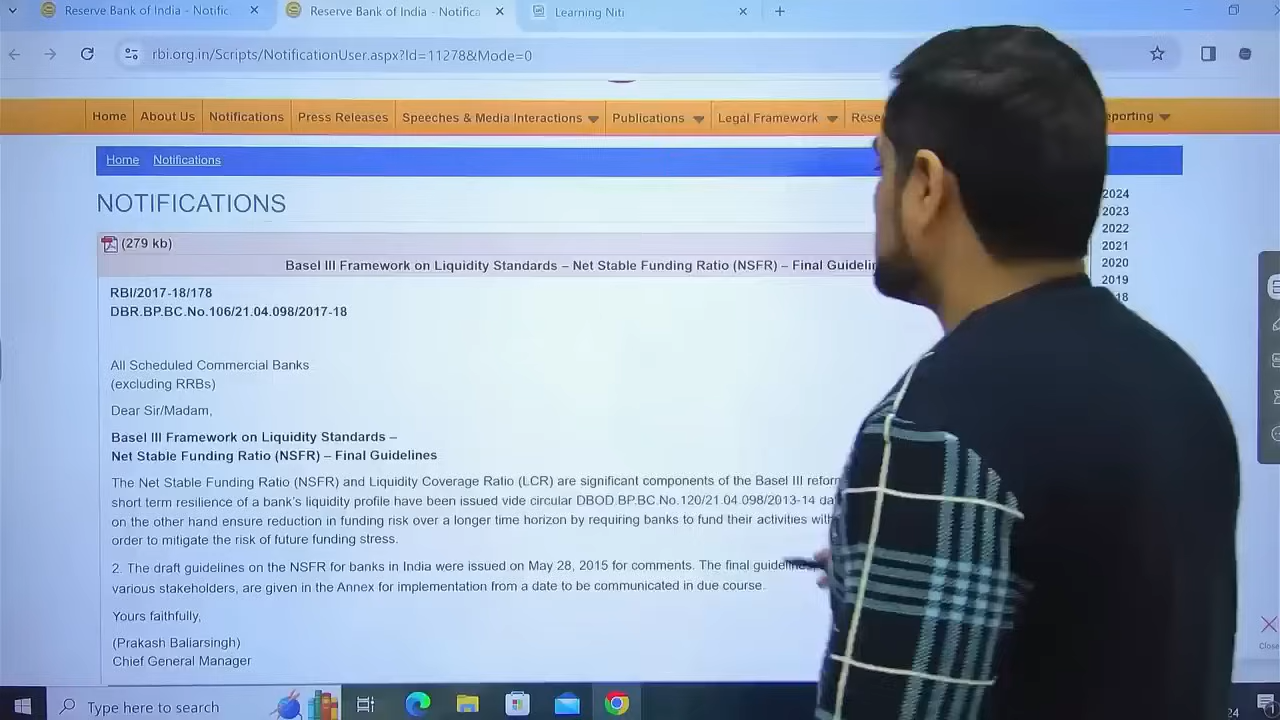 Reserve Bank of India - Notific
Reserve Bank of India - Notifica
Learning Niti
rbi.org.in/Scripts/NotificationUser.aspx?Id=11278&Mode=0
Home About Us Notifications Press Releases Speeches & Media Interactions Publications Legal Framework
Home Notifications
NOTIFICATIONS
2024
2023
2022
2021
2020
2019
18
(279 kb)
Basel III Framework on Liquidity Standards – Net Stable Funding Ratio (NSFR) – Final
RBI/2017-18/178
DBR.BP.BC.No.106/21.04.098/2017-18
All Scheduled Commercial Banks
(excluding RRBs)
Dear Sir/Madam,
Basel III Framework on Liquidity Standards –
Net Stable Funding Ratio (NSFR) – Final Guidelines
The Net Stable Funding Ratio (NSFR) and Liquidity Coverage Ratio (LCR) are significant components of the Basel III
short term resilience of a bank's liquidity profile have been issued vide circular DBOD.BP.BC.No.120/21.04.098/2013-14
on the other hand ensure reduction in funding risk over a longer time horizon by requiring banks to fund their activities
order to mitigate the risk of future funding stress.
2. The draft guidelines on the NSFR for banks in India were issued on May 28, 2015 for comments. The final
various stakeholders, are given in the Annex for implementation from a date to be communicated in due course.
Yours faithfully,
(Prakash Baliarsingh)
Chief General Manager
Close
Type here to search
24